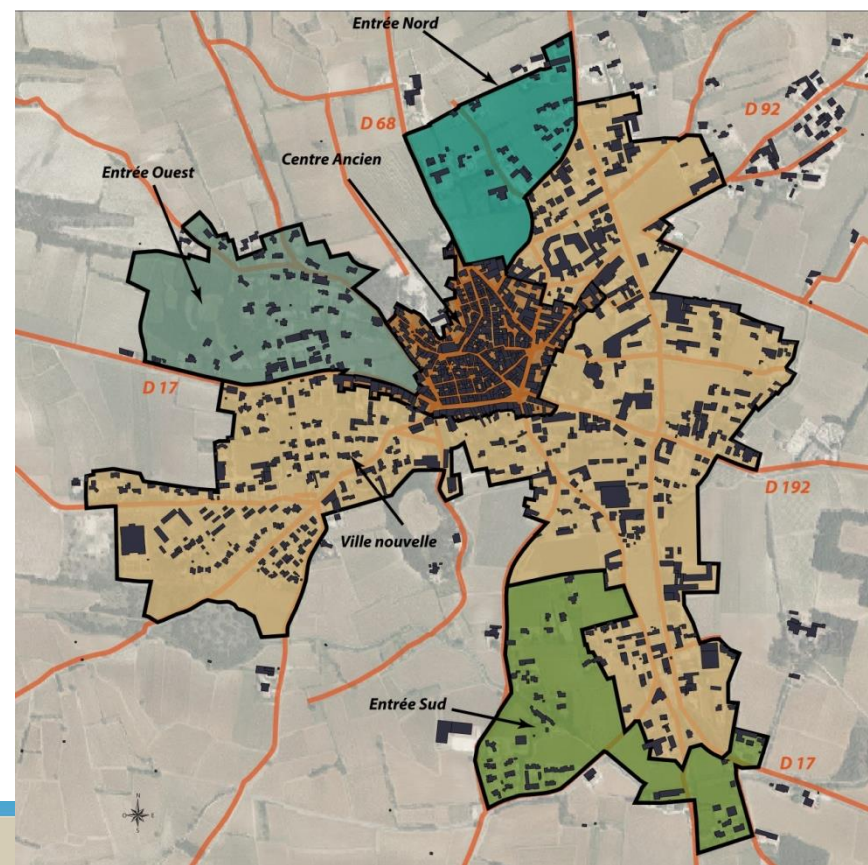 Entrée Nord
D 68
D 92
Centre Ancien
Entrée Ouest
D 17
D 192
Ville nouvelle
Entrée Sud
D 17
N
E
S